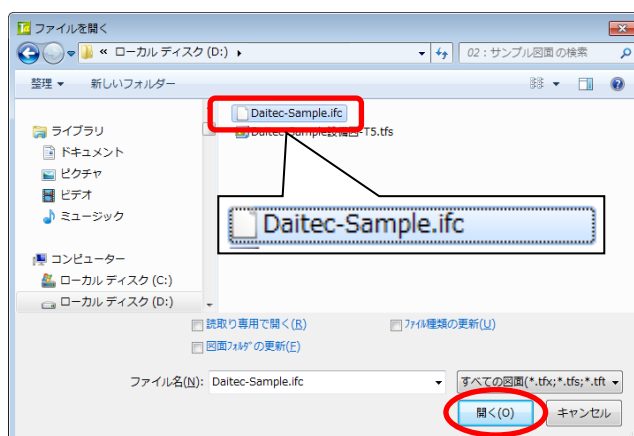 ファイルを開く
« ローカル ディスク (D:) ▸
02：サンプル図面 の検索
整理 ▼ 新しいフォルダー
Daitec-Sample.ifc
Daitec-Sample設備図-T5.tfs
ライブラリ
ドキュメント
ピクチャ
ビデオ
ミュージック
Daitec-Sample.ifc
コンピューター
ローカル ディスク (C:)
ローカル ディスク (D:)
読取り専用で開く(R)
ﾌｧｲﾙ種類の更新(U)
図面ﾌｫﾙﾀﾞの更新(F)
ファイル名(N): Daitec-Sample.ifc
すべての図面(*.tfx;*.tfs;*.tft
開く(O)
キャンセル